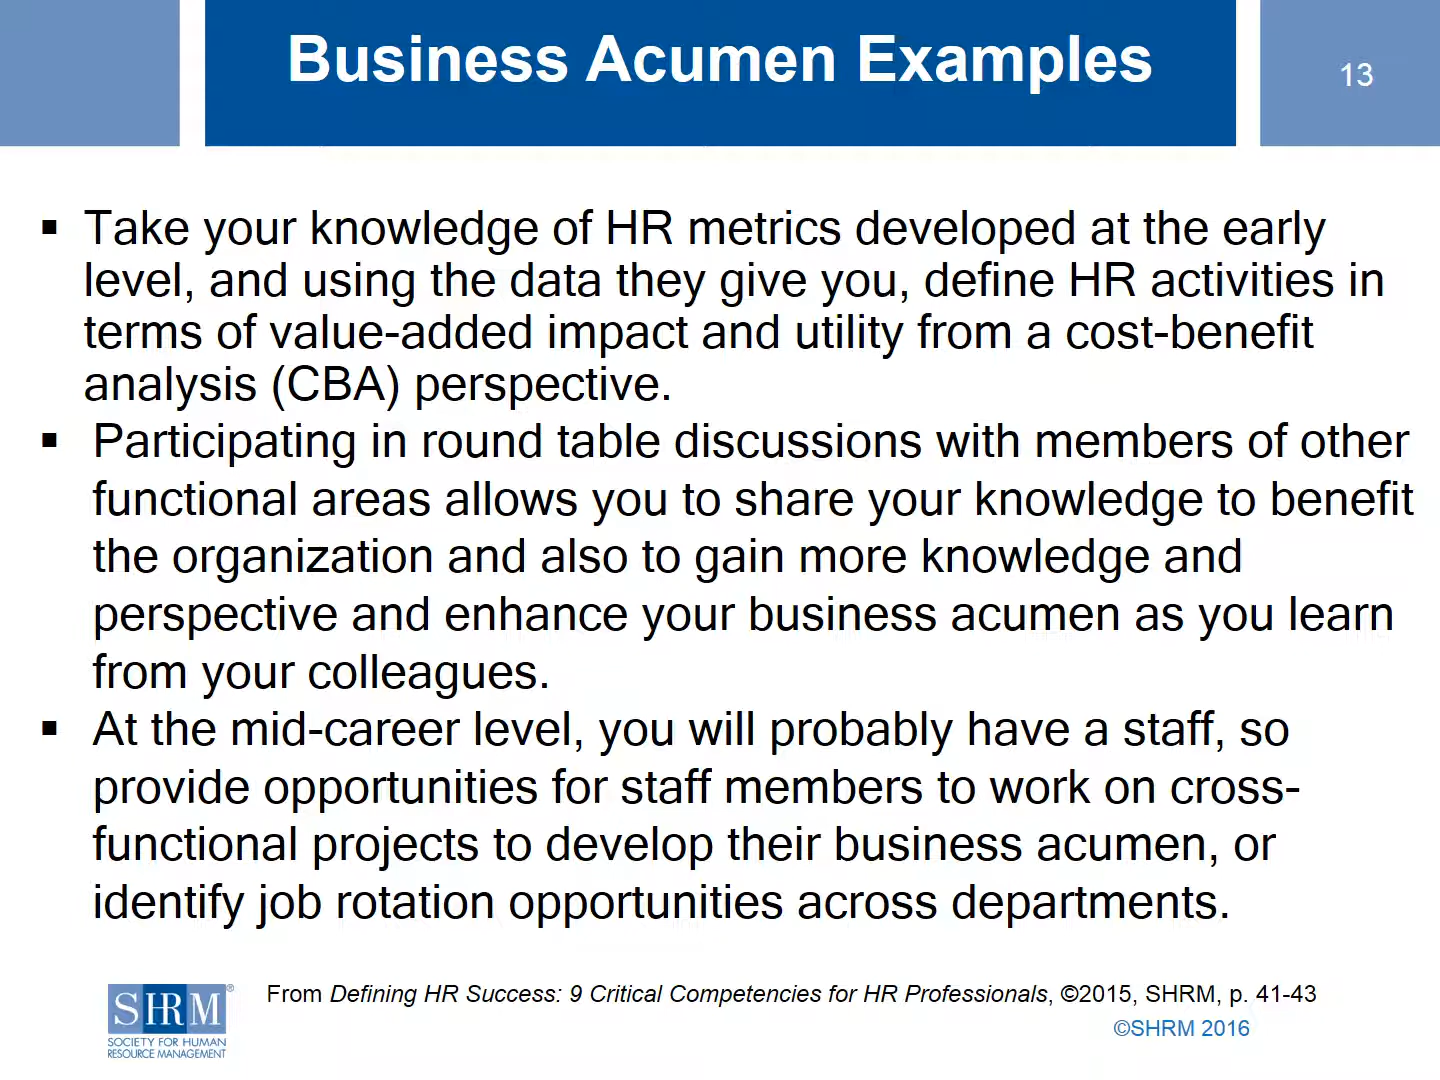 Business Acumen Examples
13
▪ Take your knowledge of HR metrics developed at the early
level, and using the data they give you, define HR activities in
terms of value-added impact and utility from a cost-benefit
analysis (CBA) perspective.
▪ Participating in round table discussions with members of other
functional areas allows you to share your knowledge to benefit
the organization and also to gain more knowledge and
perspective and enhance your business acumen as you learn
from your colleagues.
▪ At the mid-career level, you will probably have a staff, so
provide opportunities for staff members to work on cross-
functional projects to develop their business acumen, or
identify job rotation opportunities across departments.
SHRM®
SOCIETY FOR HUMAN
RESOURCE MANAGEMENT
From Defining HR Success: 9 Critical Competencies for HR Professionals, ©2015, SHRM, p. 41-43
©SHRM 2016